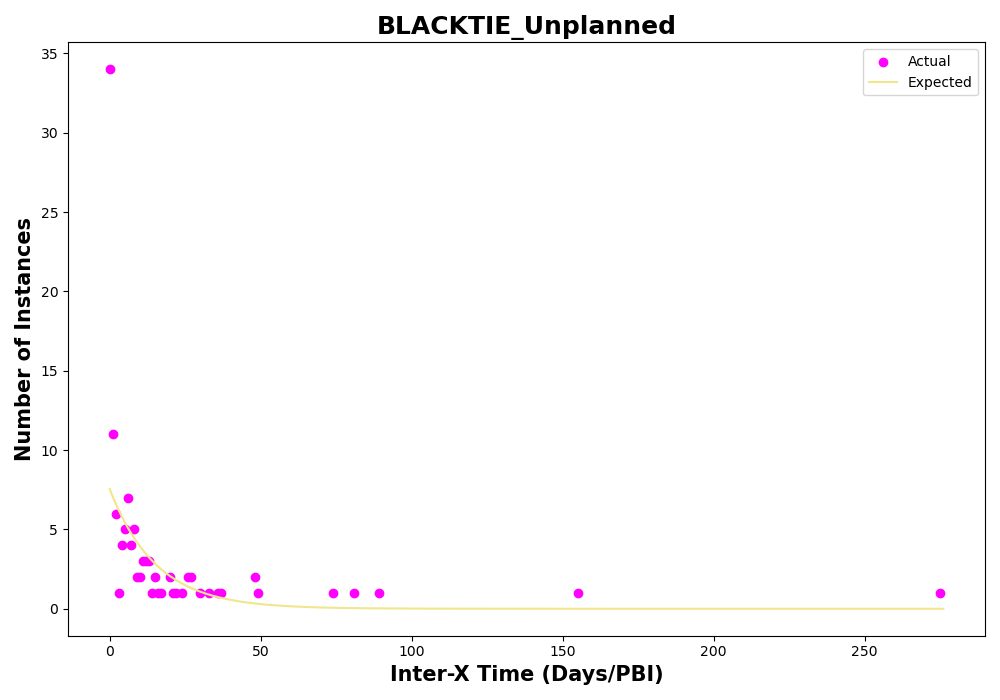 BLACKTIE_Unplanned
Actual
Expected
35
30
25
20
15
10
5
0
Number of Instances
0 50 100 150 200 250
Inter-X Time (Days/PBI)